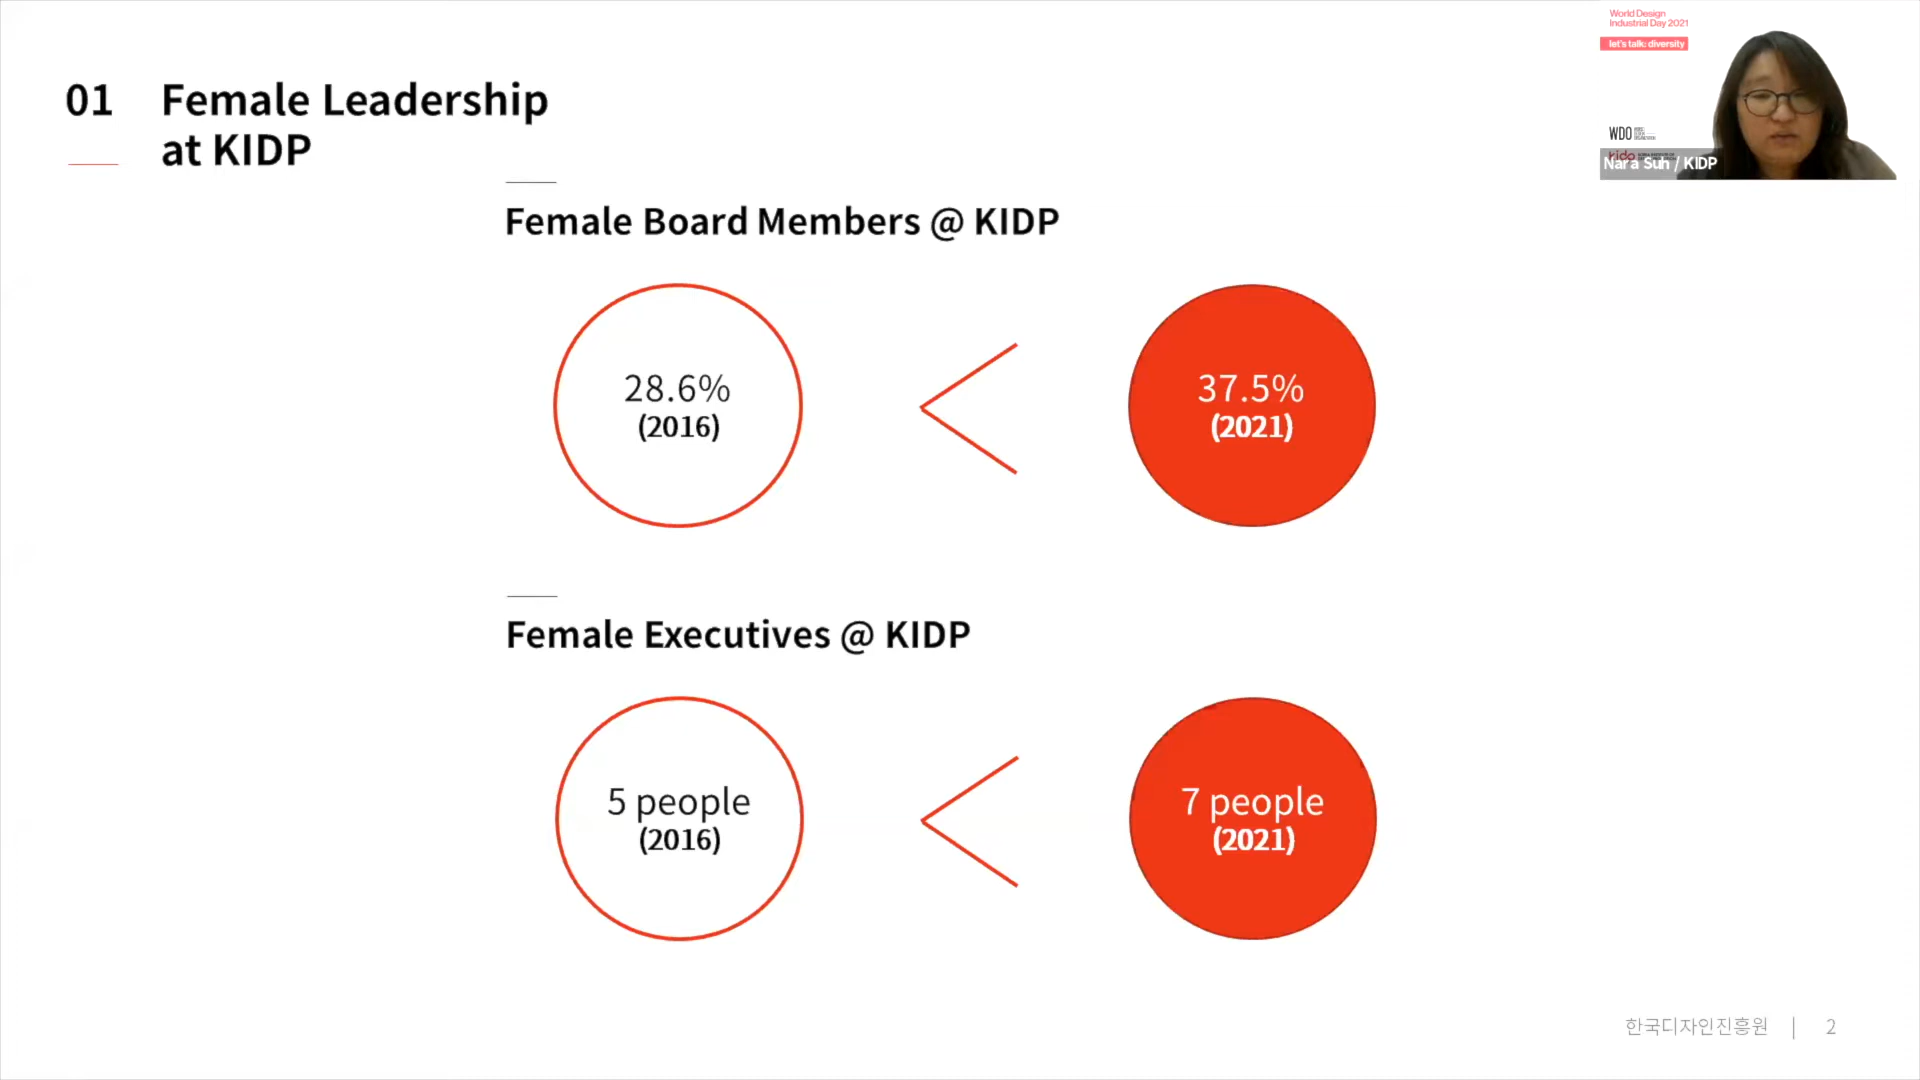 01 Female Leadership
at KIDP
World Design
Industrial Day 2021
let's talk: diversity
WDO
kidp
Nara Suh / KIDP
Female Board Members @ KIDP
28.6%
(2016)
37.5%
(2021)
Female Executives @ KIDP
5 people
(2016)
7 people
(2021)
한국디자인진흥원 | 2